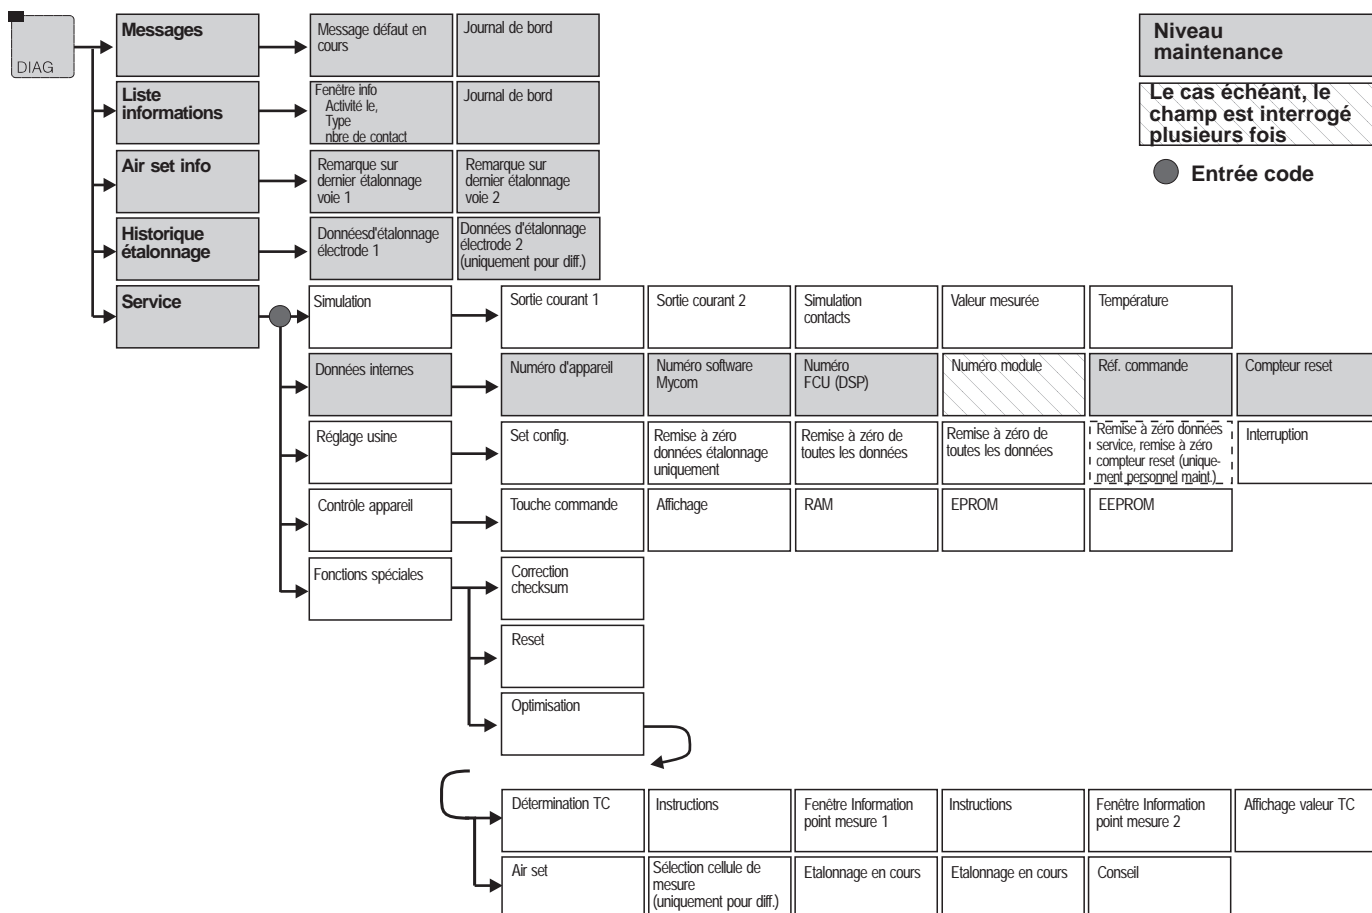 DIAG
Messages
Message défaut en
cours
Journal de bord
Niveau
maintenance
Liste
informations
Fenêtre info
Activité le,
Type
nbre de contact
Journal de bord
Le cas échéant, le
champ est interrogé
plusieurs fois
Air set info
Remarque sur
dernier étalonnage
voie 1
Remarque sur
dernier étalonnage
voie 2
Entrée code
Historique
étalonnage
Donnéesd'étalonnage
électrode 1
Données d'étalonnage
électrode 2
(uniquement pour diff.)
Service
Simulation
Sortie courant 1
Sortie courant 2
Simulation
contacts
Valeur mesurée
Température
Données internes
Numéro d'appareil
Numéro software
Mycom
Numéro
FCU (DSP)
Numéro module
Réf. commande
Compteur reset
Réglage usine
Set config.
Remise à zéro
données étalonnage
uniquement
Remise à zéro de
toutes les données
Remise à zéro de
toutes les données
Remise à zéro données
service, remise à zéro
compteur reset (unique-
ment personnel maint.)
Interruption
Contrôle appareil
Touche commande
Affichage
RAM
EPROM
EEPROM
Fonctions spéciales
Correction
checksum
Reset
Optimisation
Détermination TC
Instructions
Fenêtre Information
point mesure 1
Instructions
Fenêtre Information
point mesure 2
Affichage valeur TC
Air set
Sélection cellule de
mesure
(uniquement pour diff.)
Etalonnage en cours
Etalonnage en cours
Conseil